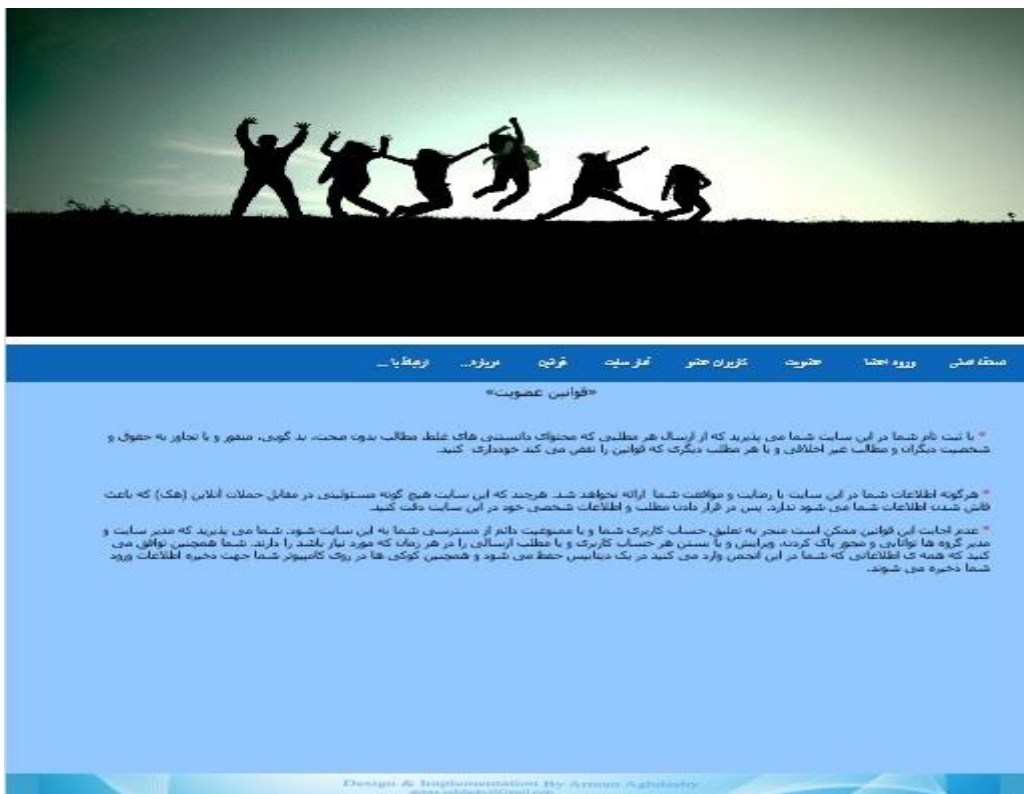 صفحه اصلی ورود اعضا عضویت کاربران عضو آمار سایت قوانین درباره... ارتباط با ...
«قوانین عضویت»
* با ثبت نام شما در این سایت شما می پذیرید که از ارسال هر مطلبی که محتوای دانستنی های غلط، مطالب بدون صحت، بد گویی، منفور و یا تجاوز به حقوق و
شخصیت دیگران و مطالب غیر اخلاقی و یا هر مطلب دیگری که قوانین را نقض می کند خودداری کنید.
* هرگونه اطلاعات شما در این سایت با رضایت و موافقت شما ارائه نخواهد شد. هرچند که این سایت هیچ گونه مسئولیتی در مقابل حملات آنلاین (هک) که باعث
فاش شدن اطلاعات شما می شود ندارد. پس در قرار دادن مطلب و اطلاعات شخصی خود در این سایت دقت کنید.
* عدم اجابت این قوانین ممکن است منجر به تعلیق حساب کاربری شما و یا ممنوعیت دائم از دسترسی شما به این سایت شود. شما می پذیرید که مدیر سایت و
مدیر گروه ها توانایی و مجوز پاک کردن، ویرایش و یا بستن هر حساب کاربری و یا مطلب ارسالی را در هر زمان که مورد نیاز باشد را دارند. شما همچنین توافق می
کنید که همه ی اطلاعاتی که شما در این انجمن وارد می کنید در یک دیتابیس حفظ می شود و همچنین کوکی ها در روی کامپیوتر شما جهت ذخیره اطلاعات ورود
شما ذخیره می شوند.
Design & Implementation By Arman